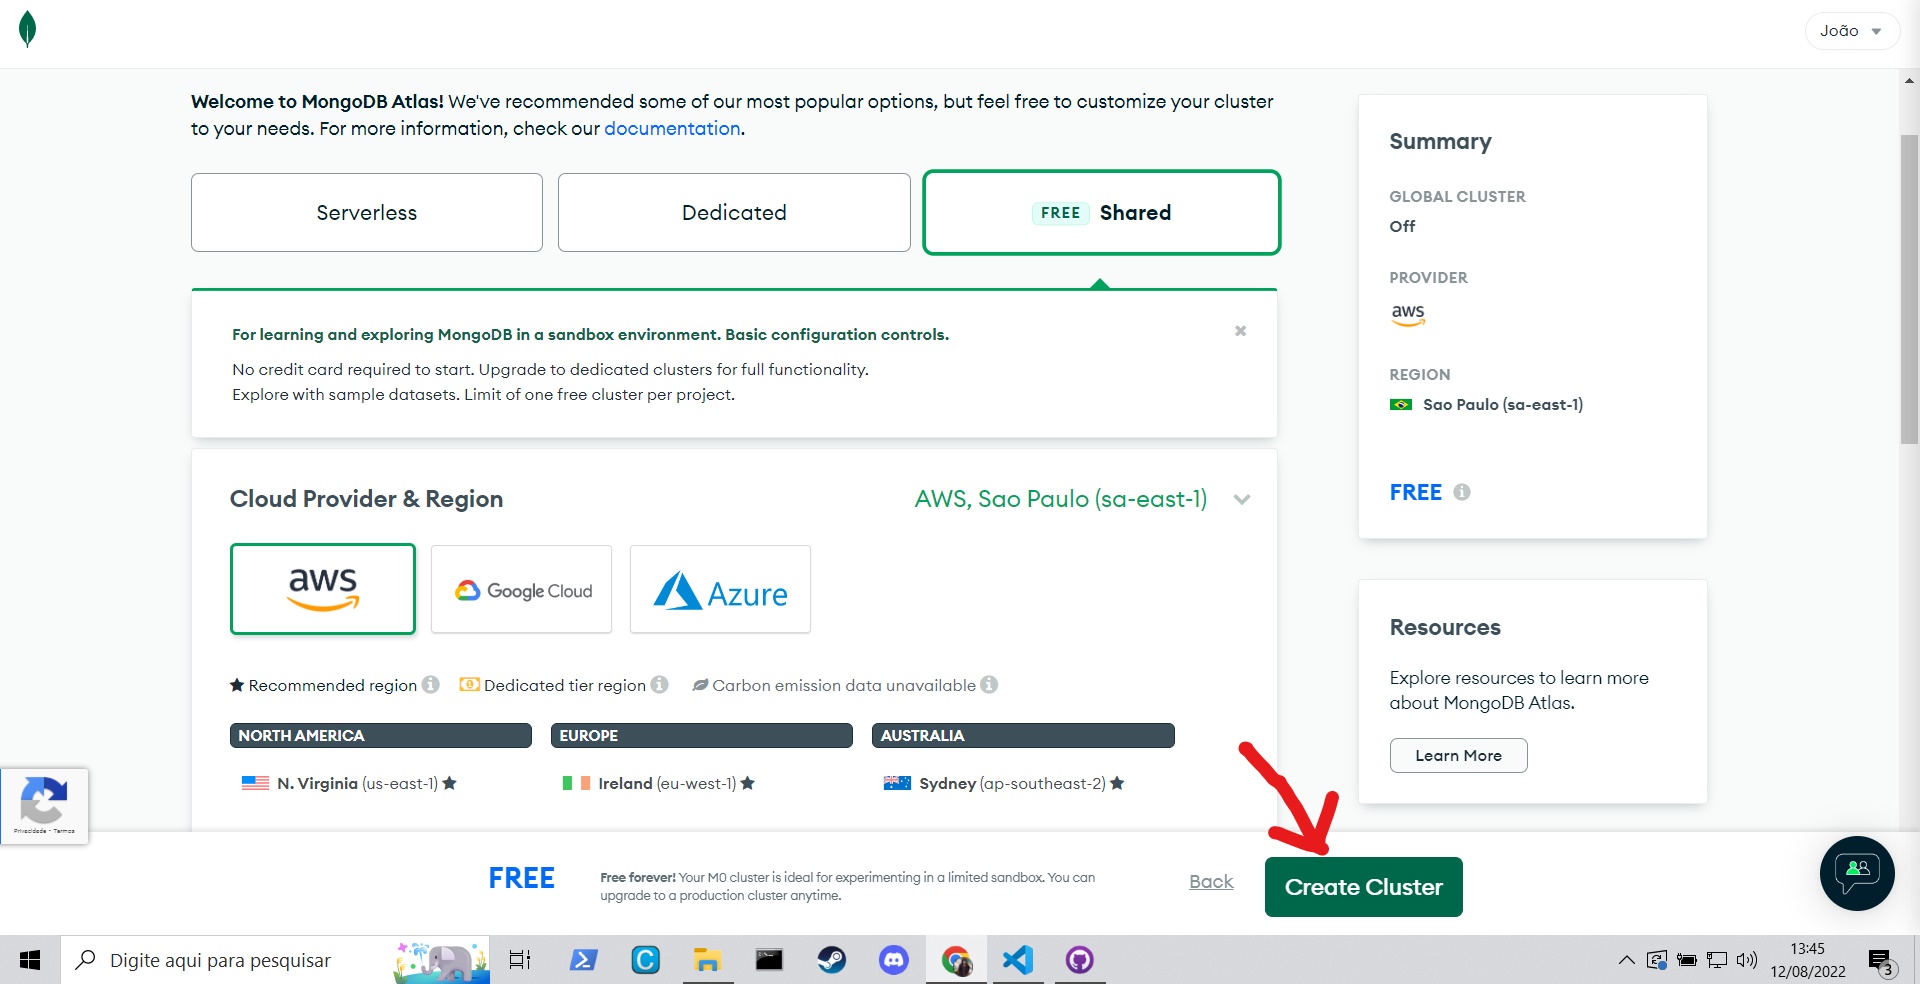 João
Welcome to MongoDB Atlas! We've recommended some of our most popular options, but feel free to customize your cluster
to your needs. For more information, check our documentation.
Serverless
Dedicated
FREE Shared
For learning and exploring MongoDB in a sandbox environment. Basic configuration controls.
No credit card required to start. Upgrade to dedicated clusters for full functionality.
Explore with sample datasets. Limit of one free cluster per project.
Cloud Provider & Region
AWS, Sao Paulo (sa-east-1)
aws
Google Cloud
Azure
Recommended region
Dedicated tier region
Carbon emission data unavailable
NORTH AMERICA
EUROPE
AUSTRALIA
N. Virginia (us-east-1)
Ireland (eu-west-1)
Sydney (ap-southeast-2)
Summary
GLOBAL CLUSTER
Off
PROVIDER
aws
REGION
Sao Paulo (sa-east-1)
FREE
Resources
Explore resources to learn more
about MongoDB Atlas.
Learn More
Privacidade - Termos
FREE
Free forever! Your M0 cluster is ideal for experimenting in a limited sandbox. You can
upgrade to a production cluster anytime.
Back
Create Cluster
Digite aqui para pesquisar
13:45
12/08/2022
3